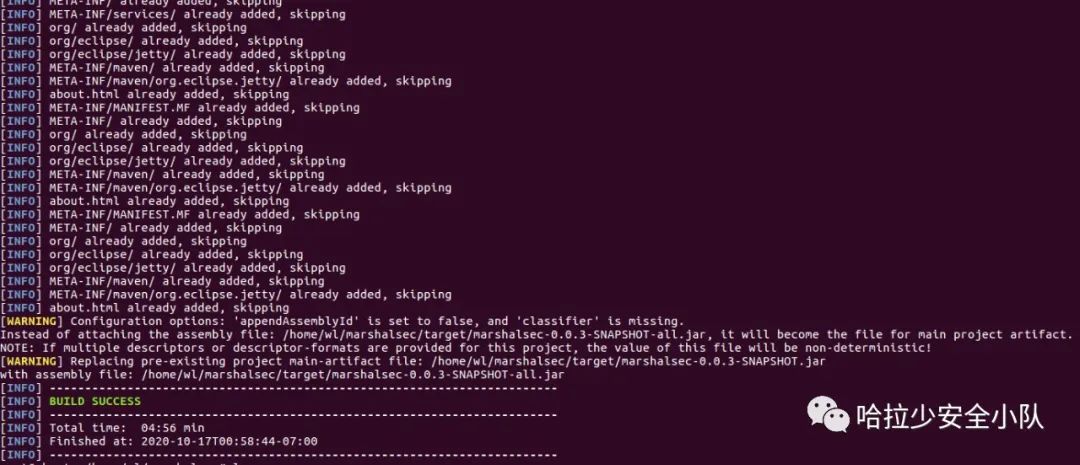 [INFO] META-INF/ already added, skipping
[INFO] META-INF/services/ already added, skipping
[INFO] org/ already added, skipping
[INFO] org/eclipse/ already added, skipping
[INFO] org/eclipse/jetty/ already added, skipping
[INFO] META-INF/maven/ already added, skipping
[INFO] META-INF/maven/org.eclipse.jetty/ already added, skipping
[INFO] about.html already added, skipping
[INFO] META-INF/MANIFEST.MF already added, skipping
[INFO] META-INF/ already added, skipping
[INFO] org/ already added, skipping
[INFO] org/eclipse/ already added, skipping
[INFO] org/eclipse/jetty/ already added, skipping
[INFO] META-INF/maven/ already added, skipping
[INFO] META-INF/maven/org.eclipse.jetty/ already added, skipping
[INFO] about.html already added, skipping
[INFO] META-INF/MANIFEST.MF already added, skipping
[INFO] META-INF/ already added, skipping
[INFO] org/ already added, skipping
[INFO] org/eclipse/ already added, skipping
[INFO] org/eclipse/jetty/ already added, skipping
[INFO] META-INF/maven/ already added, skipping
[INFO] META-INF/maven/org.eclipse.jetty/ already added, skipping
[INFO] about.html already added, skipping
[WARNING] Configuration options: 'appendAssemblyId' is set to false, and 'classifier' is missing.
Instead of attaching the assembly file: /home/wl/marshalsec/target/marshalsec-0.0.3-SNAPSHOT-all.jar, it will become the file for main project artifact.
NOTE: If multiple descriptors or descriptor-formats are provided for this project, the value of this file will be non-deterministic!
[WARNING] Replacing pre-existing project main-artifact file: /home/wl/marshalsec/target/marshalsec-0.0.3-SNAPSHOT.jar
with assembly file: /home/wl/marshalsec/target/marshalsec-0.0.3-SNAPSHOT-all.jar
[INFO] ------------------------------------------------------------------------
[INFO] BUILD SUCCESS
[INFO] ------------------------------------------------------------------------
[INFO] Total time:  04:56 min
[INFO] Finished at: 2020-10-17T00:58:44-07:00
[INFO] ------------------------------------------------------------------------
哈拉少安全小队